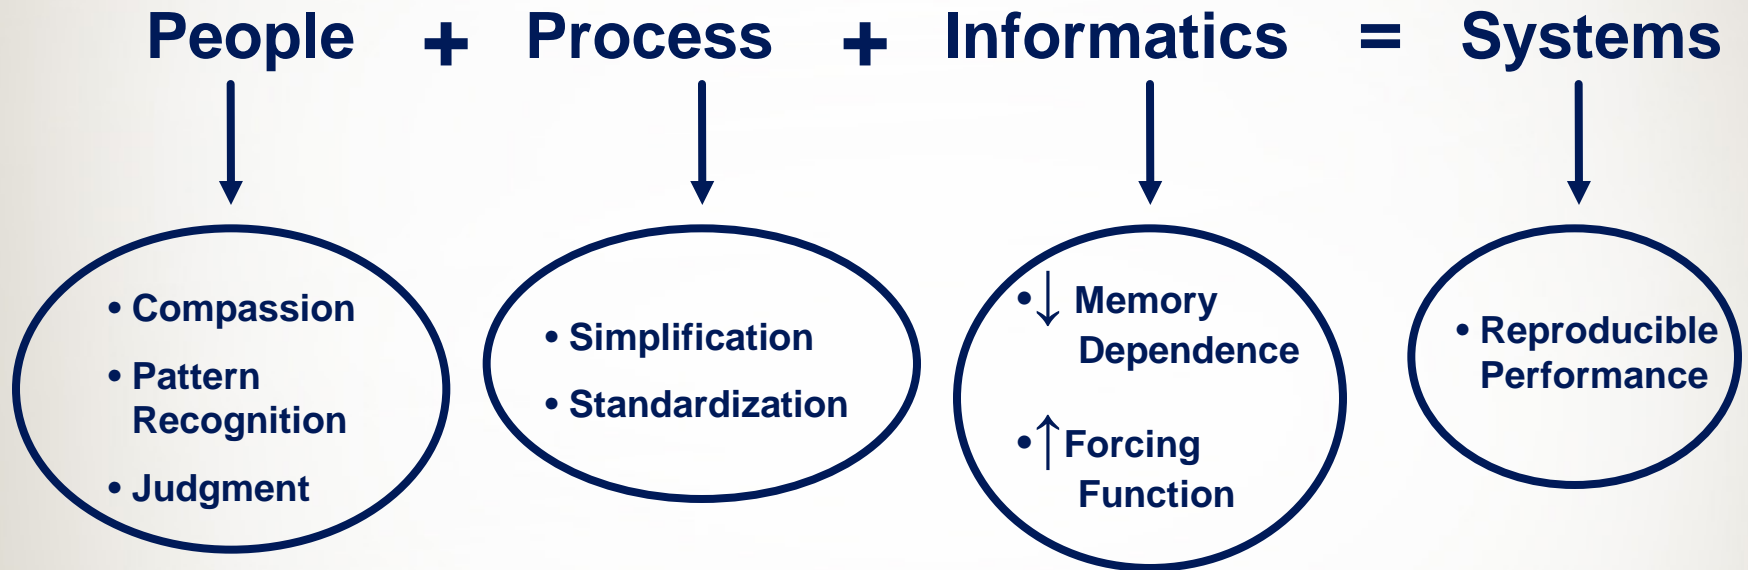 People + Process + Informatics = Systems
• Compassion
• Pattern
Recognition
• Judgment
• Simplification
• Standardization
• ↓ Memory
Dependence
• ↑ Forcing
Function
• Reproducible
Performance